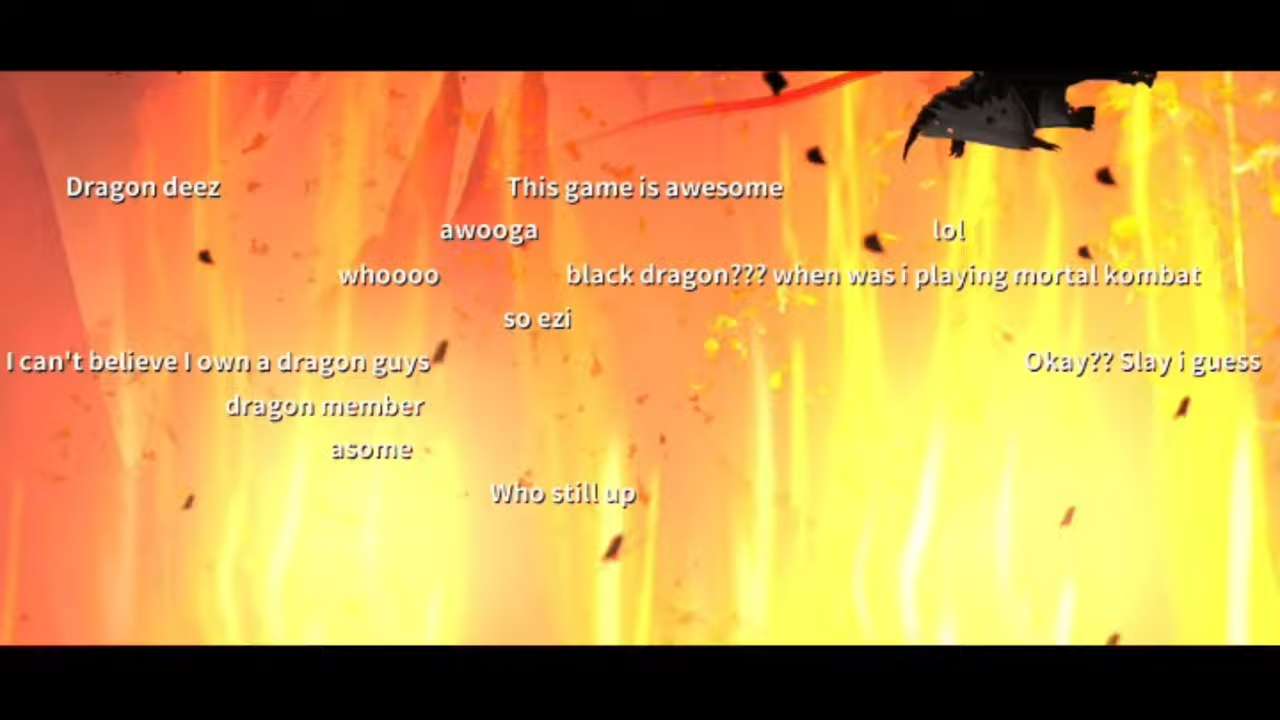 Dragon deez
This game is awesome
awooga
lol
whoooo
black dragon??? when was i playing mortal kombat
so ezi
I can't believe I own a dragon guys
Okay?? Slay i guess
dragon member
asome
Who still up